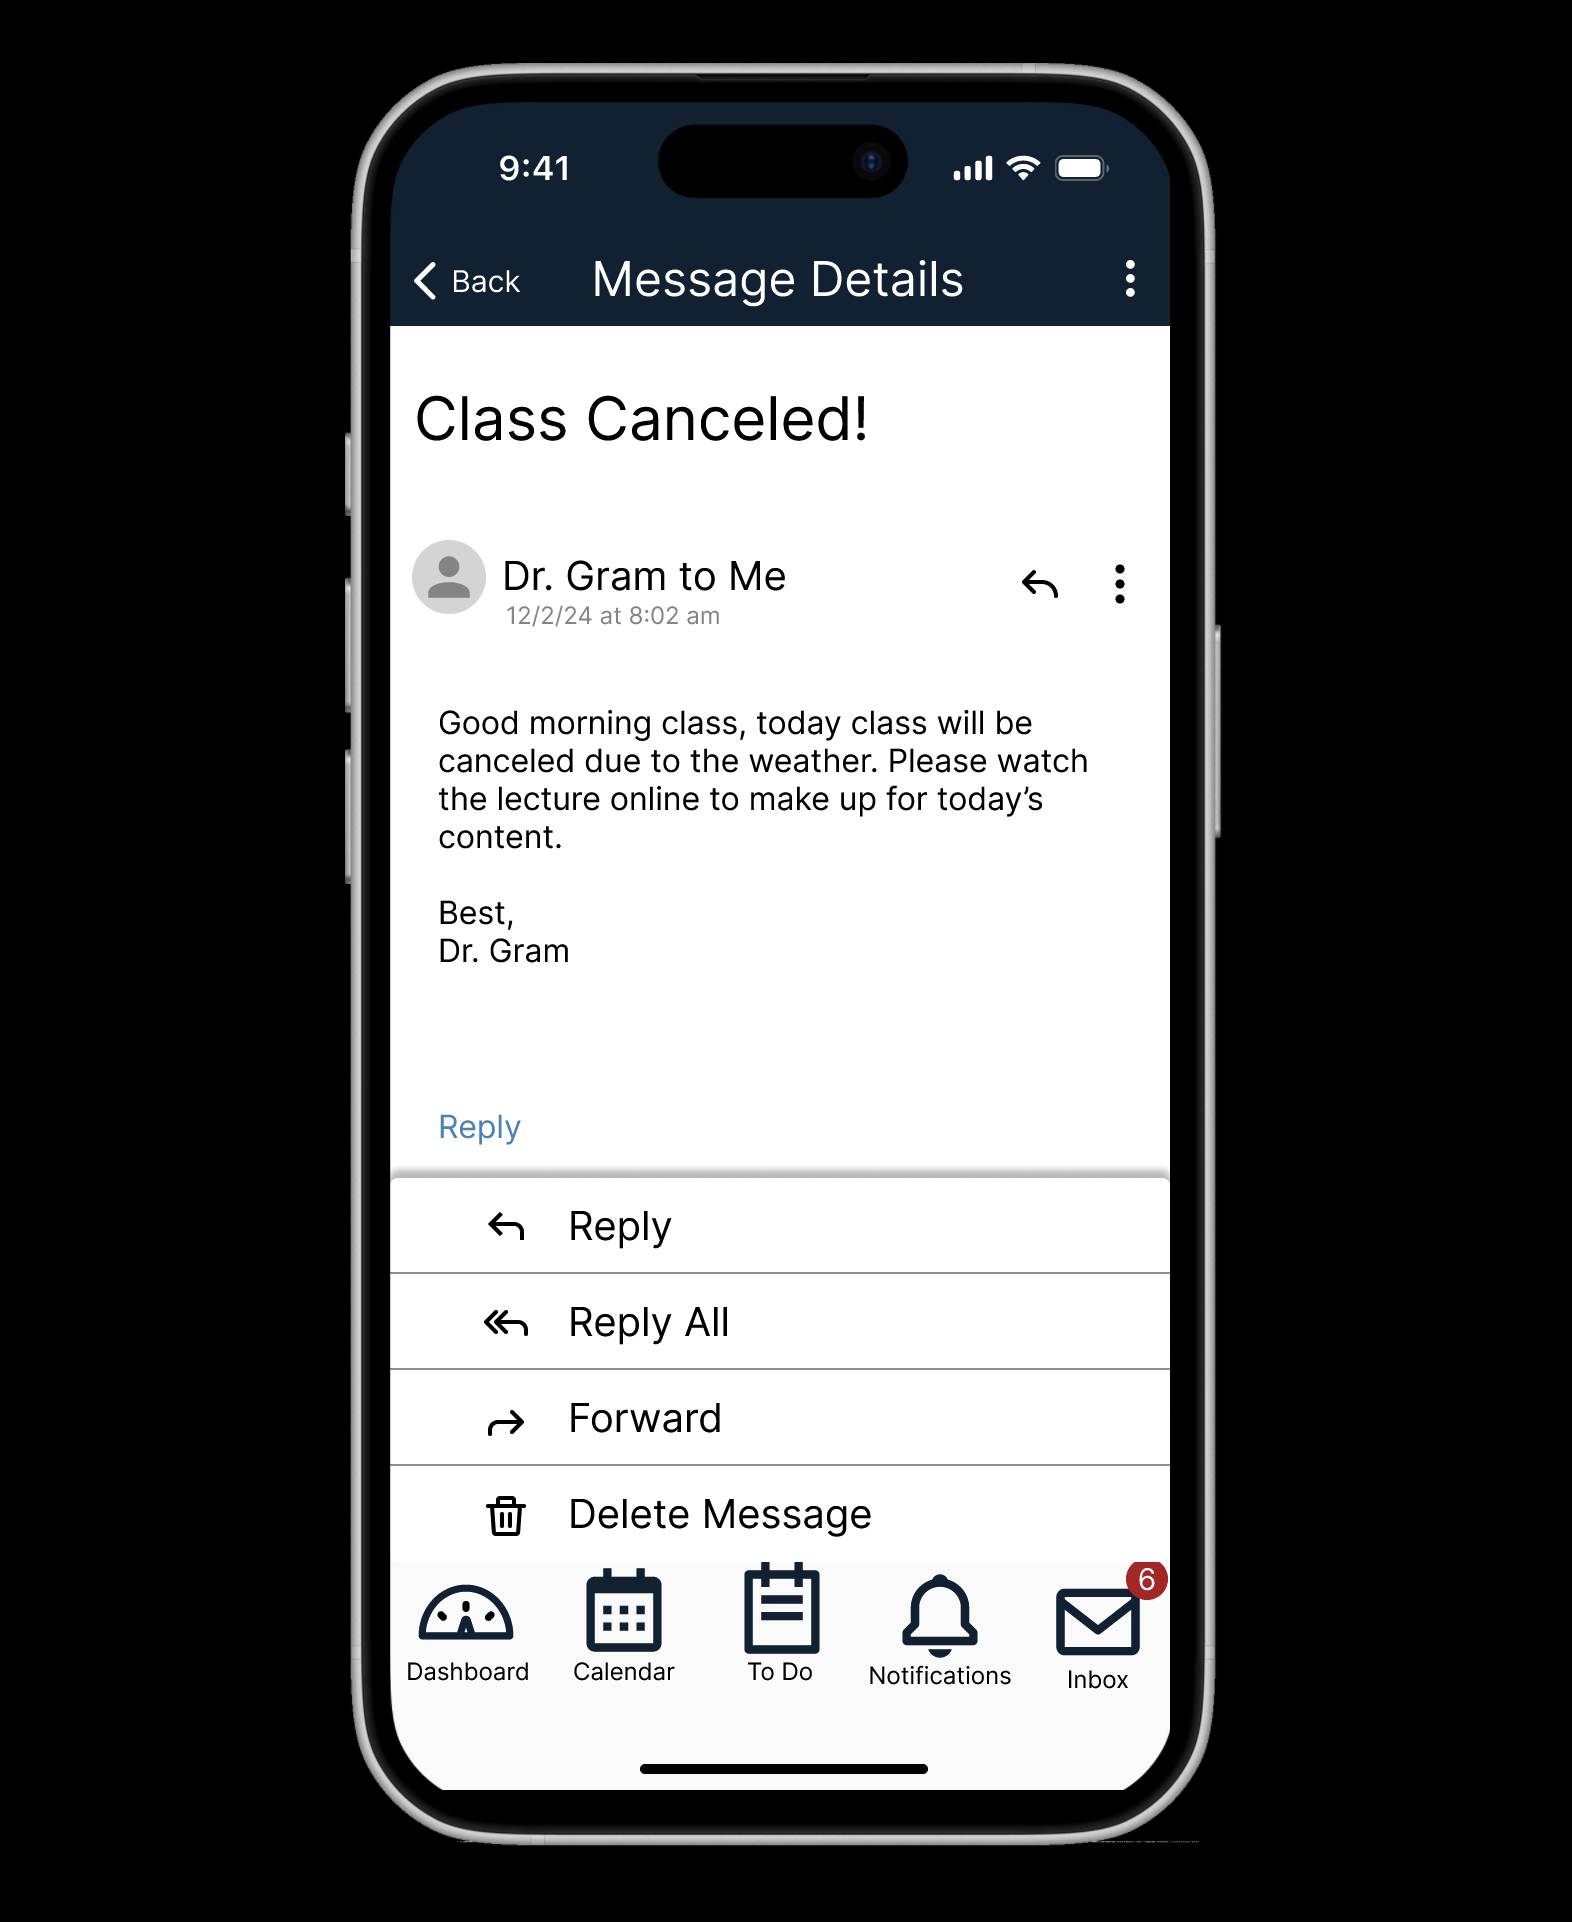 9:41
Back
Message Details
Class Canceled!
Dr. Gram to Me
12/2/24 at 8:02 am
Good morning class, today class will be
canceled due to the weather. Please watch
the lecture online to make up for today’s
content.
Best,
Dr. Gram
Reply
Reply
Reply All
Forward
Delete Message
6
Dashboard
Calendar
To Do
Notifications
Inbox